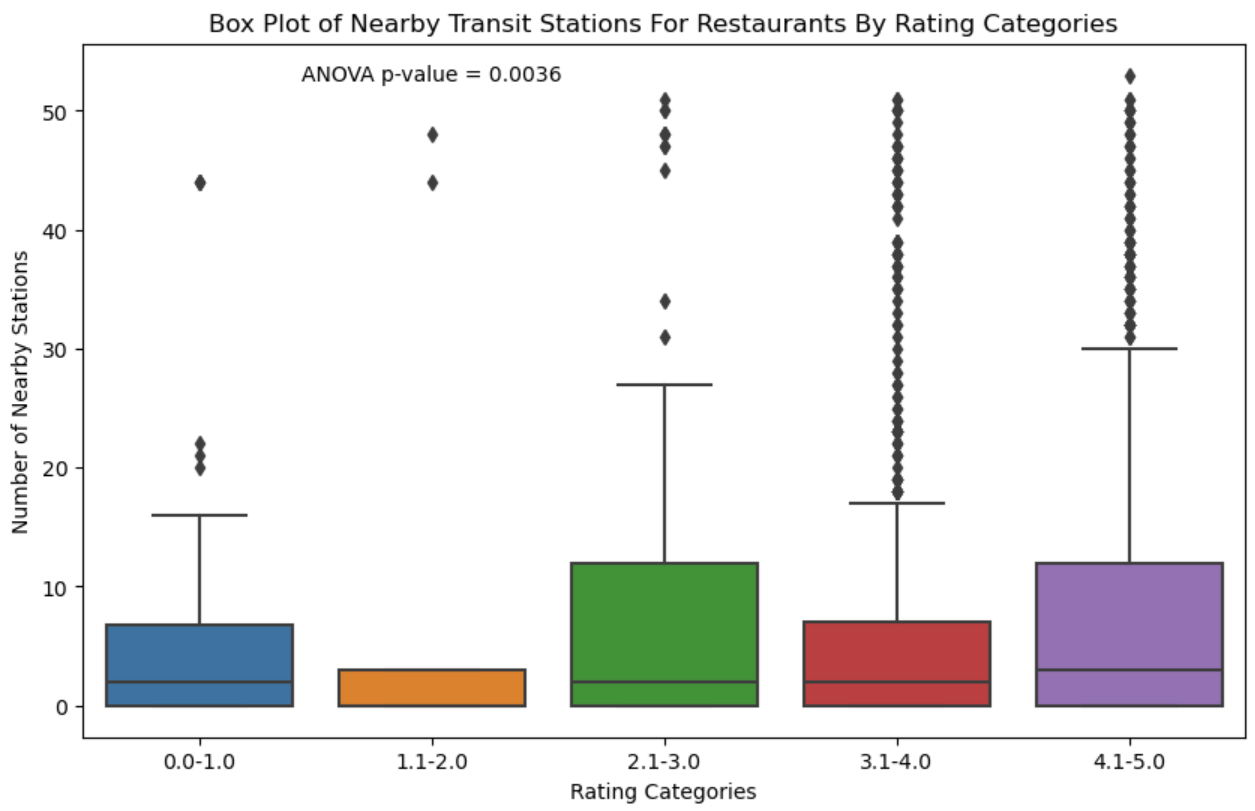 Box Plot of Nearby Transit Stations For Restaurants By Rating Categories
ANOVA p-value = 0.0036
50
40
30
20
10
0
Number of Nearby Stations
0.0-1.0 1.1-2.0 2.1-3.0 3.1-4.0 4.1-5.0
Rating Categories